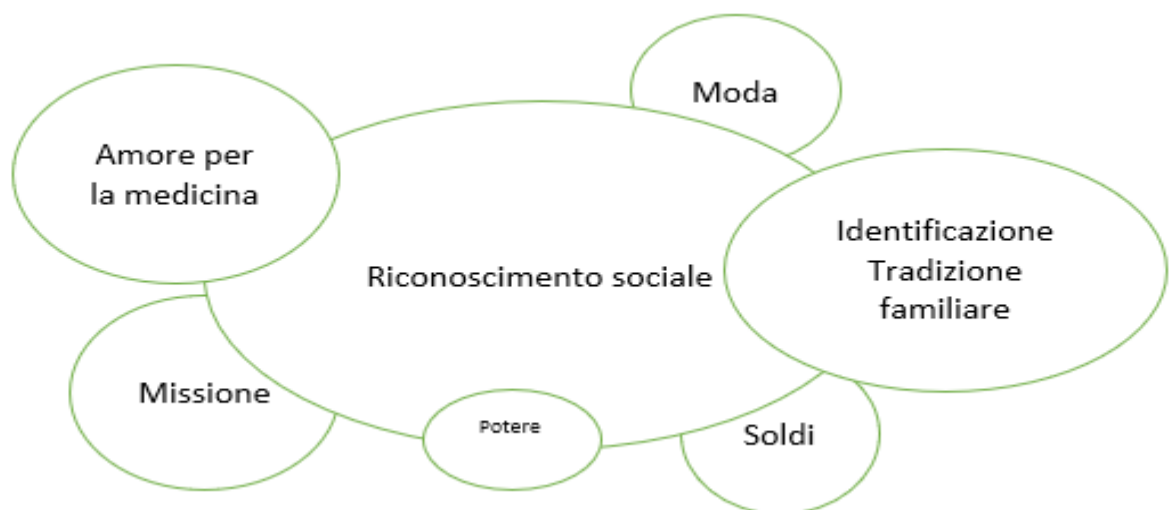 Moda
Amore per
la medicina
Identificazione
Tradizione
familiare
Riconoscimento sociale
Missione
Potere
Soldi